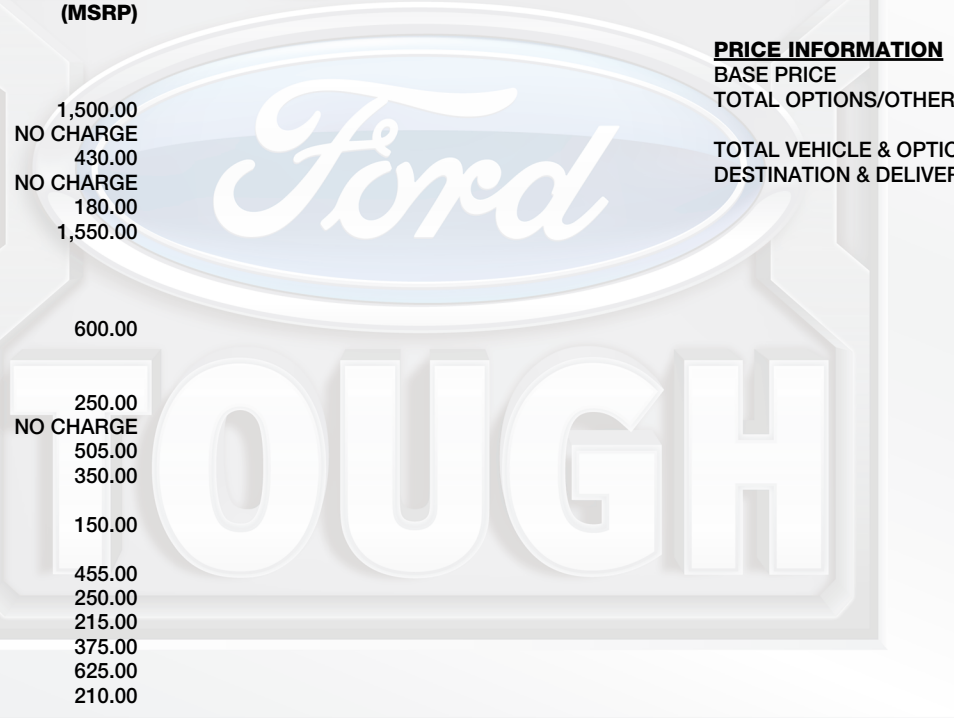 (MSRP)
1,500.00
NO CHARGE
430.00
NO CHARGE
180.00
1,550.00
600.00
250.00
NO CHARGE
505.00
350.00
150.00
455.00
250.00
215.00
375.00
625.00
210.00
PRICE INFORMATION
BASE PRICE
TOTAL OPTIONS/OTHER
TOTAL VEHICLE & OPTIO
DESTINATION & DELIVER
Ford
TOUGH